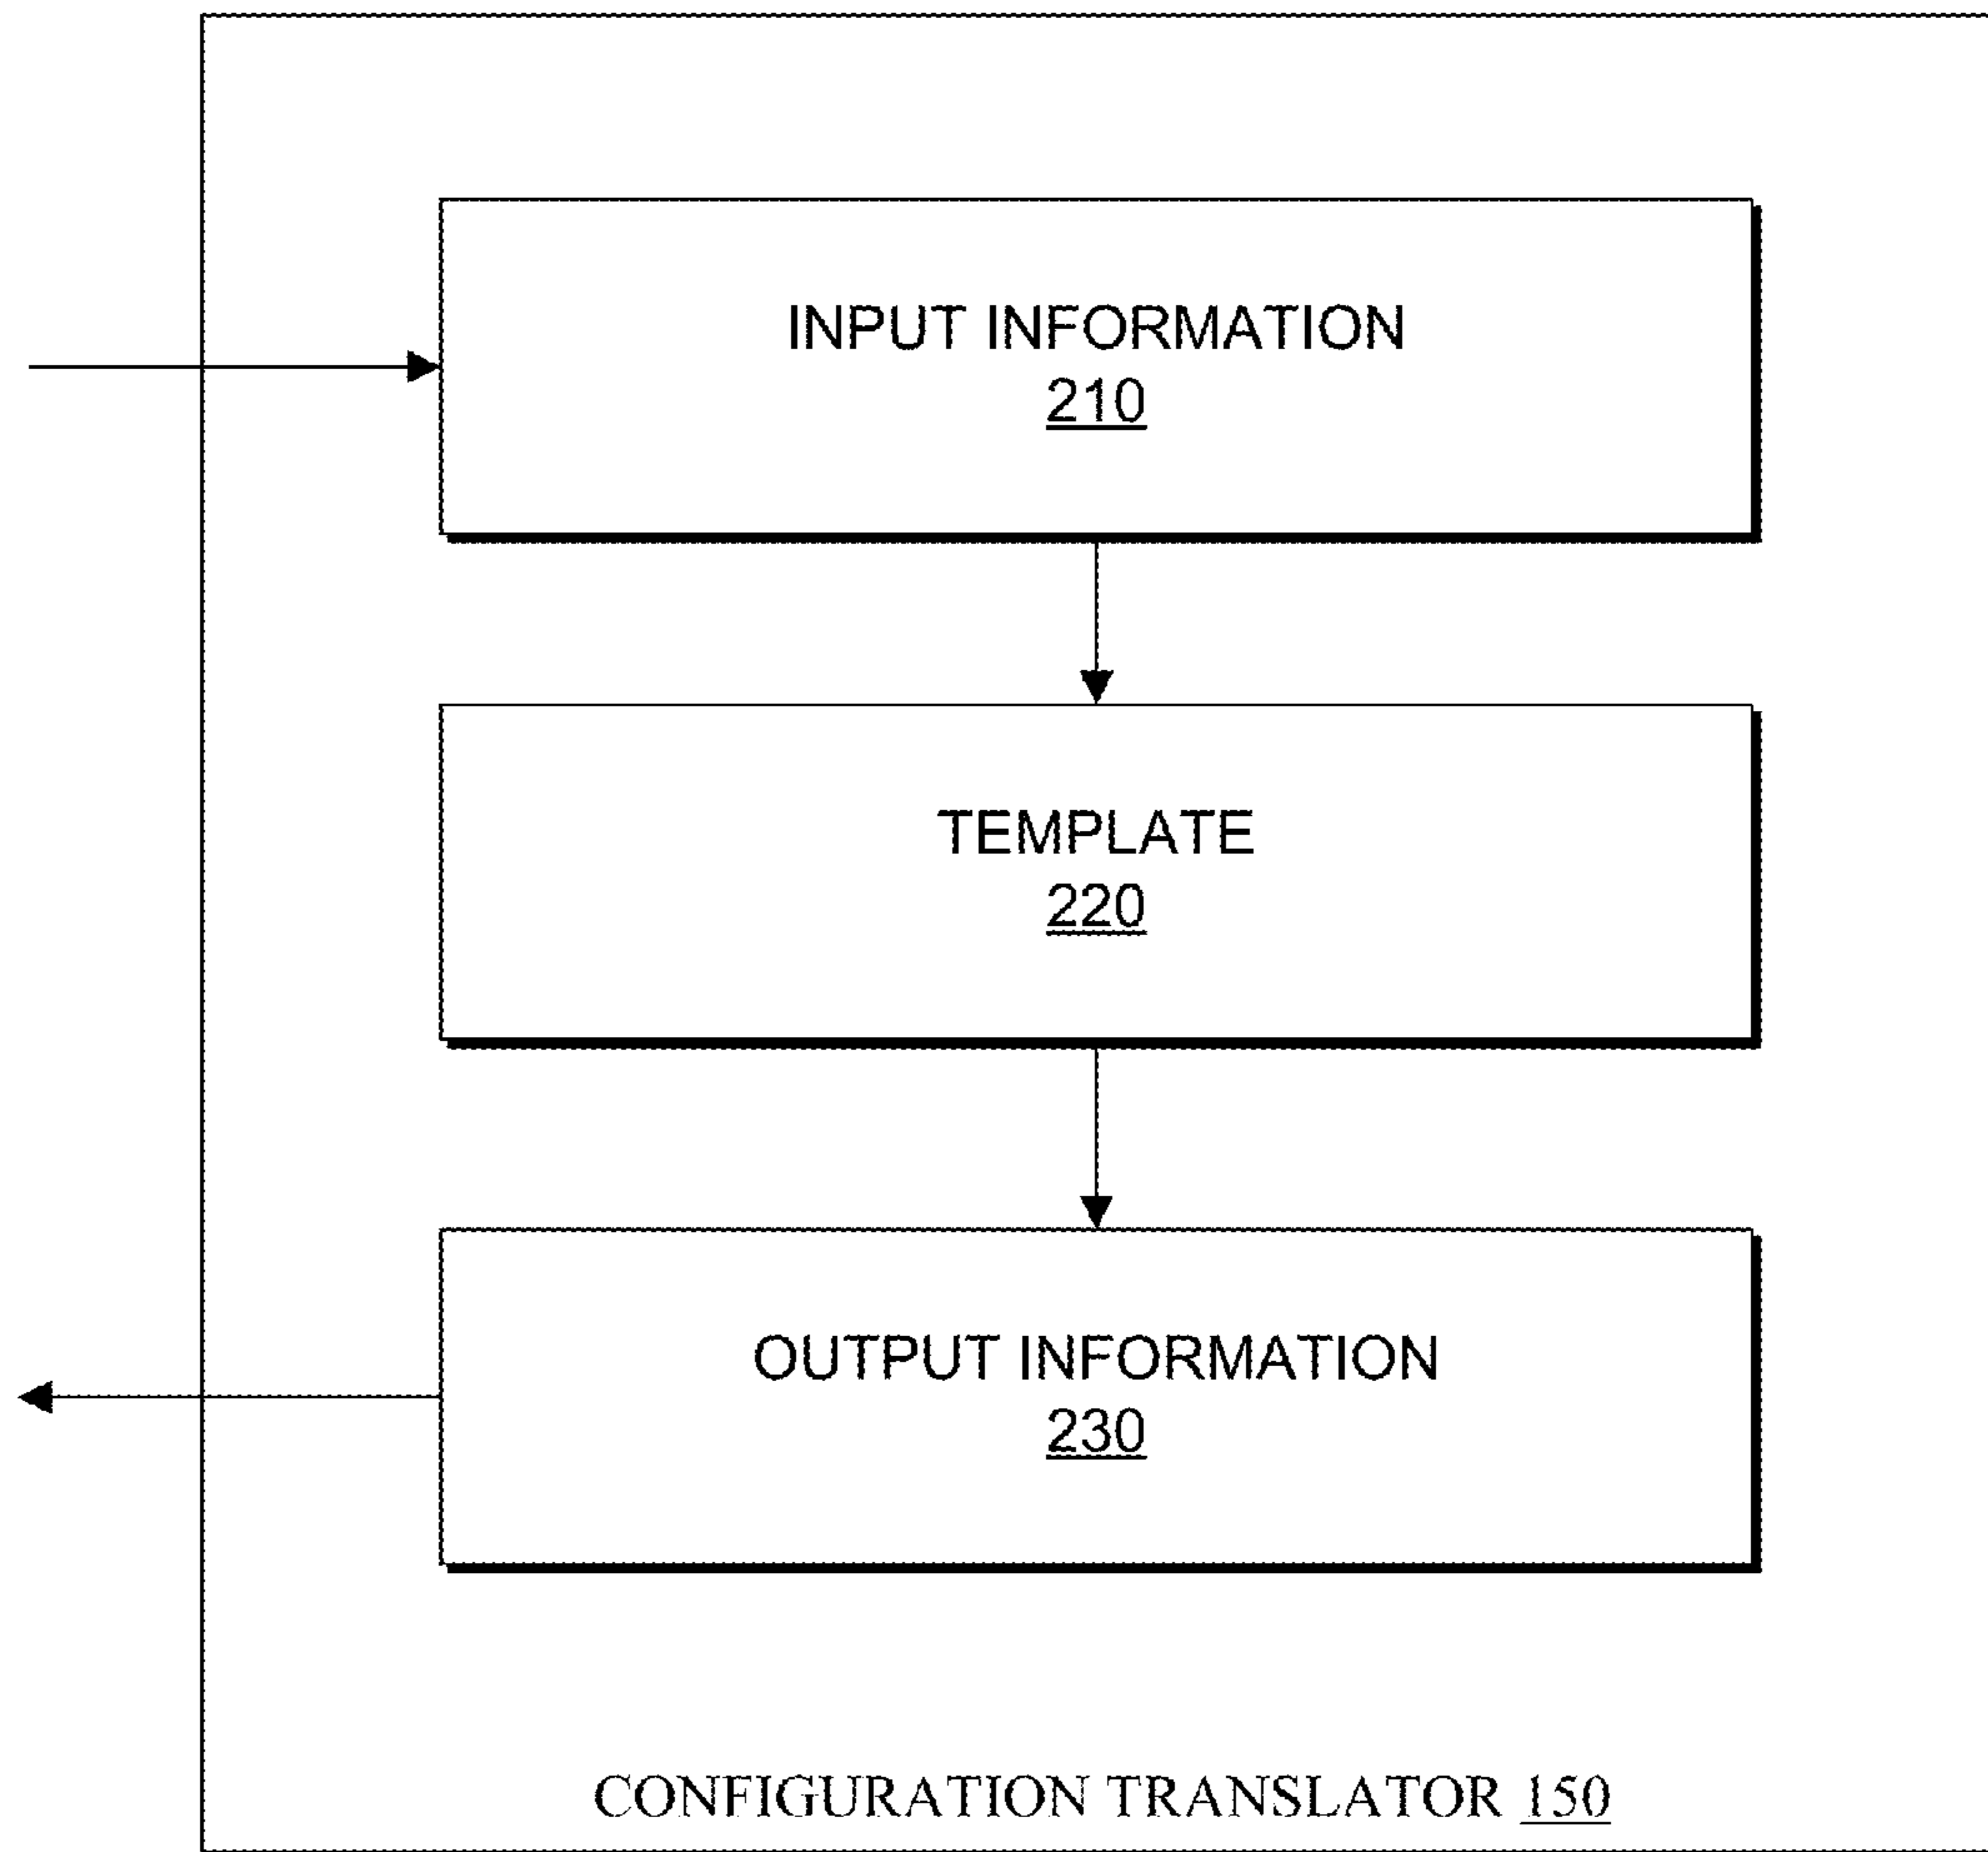 INPUT INFORMATION
210
TEMPLATE
220
OUTPUT INFORMATION
230
CONFIGURATION TRANSLATOR 150